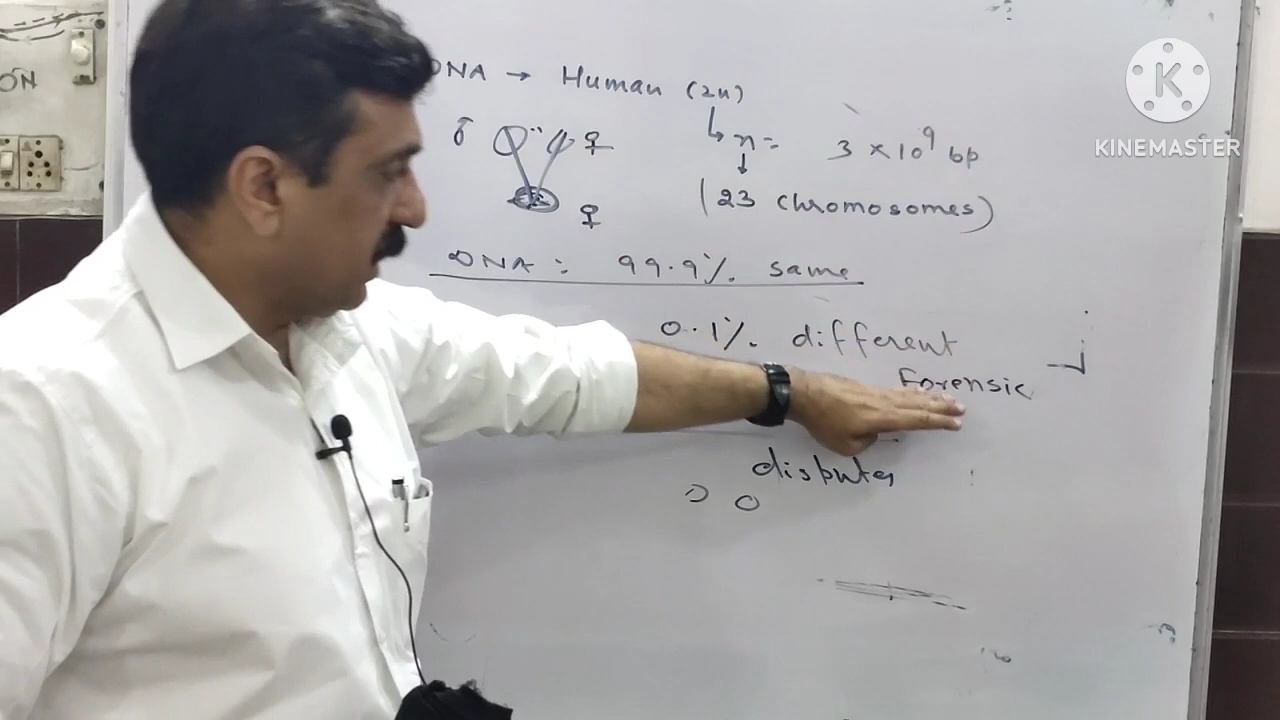 ON
K
KINEMASTER
DNA → Human (2n)
↳ n = 3 × 10⁹ bp
♀
↓
(23 chromosomes)
♀
DNA : 99.9% same
0.1% different
Forensic
disputes